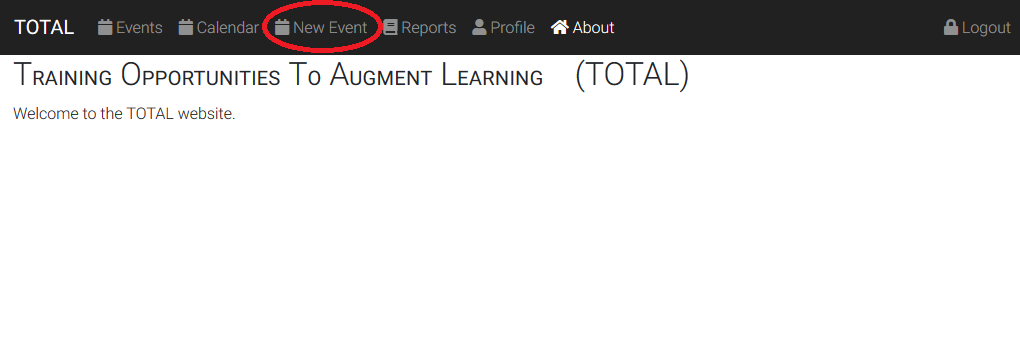 TOTAL Events Calendar New Event Reports Profile About Logout
Training Opportunities To Augment Learning (TOTAL)
Welcome to the TOTAL website.